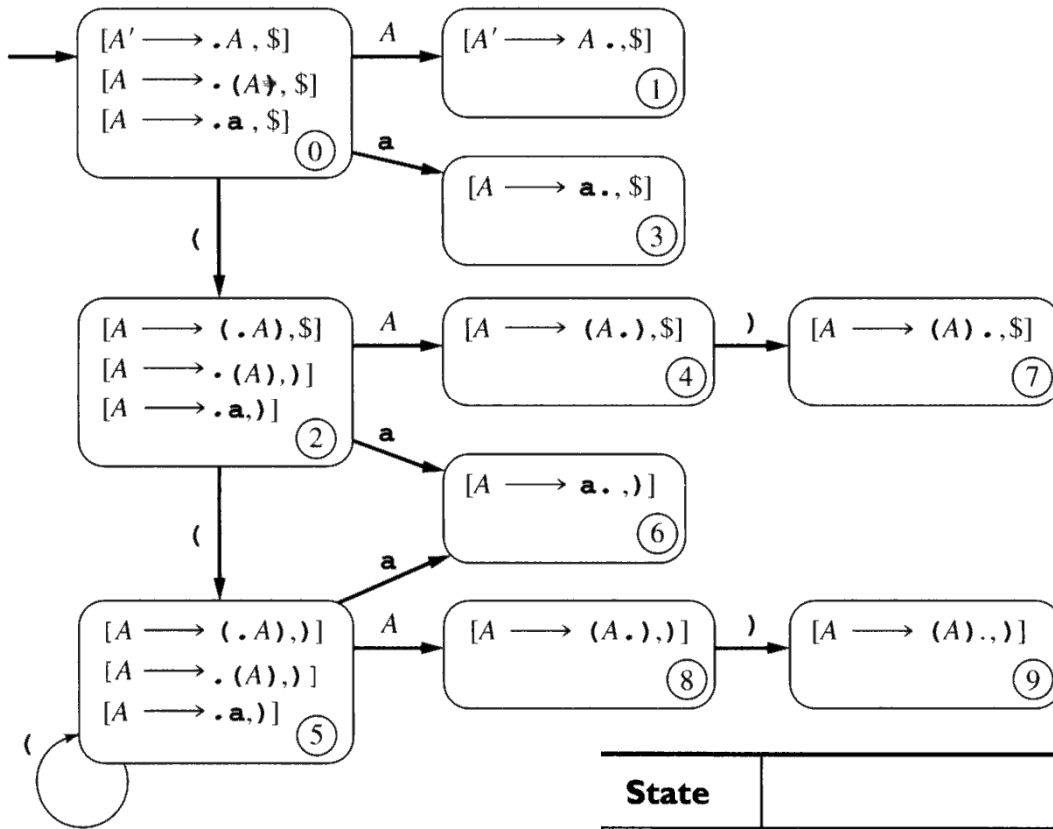 [A' ⟶ .A , $]
[A ⟶ .(A), $]
[A ⟶ .a , $]
0
A
[A' ⟶ A . ,$]
1
a
[A ⟶ a. , $]
3
(
[A ⟶ (.A),$]
[A ⟶ .(A),)]
[A ⟶ .a,)]
2
A
[A ⟶ (A.),$]
4
)
[A ⟶ (A). ,$]
7
a
[A ⟶ a. ,)]
6
(
a
[A ⟶ (.A),)]
[A ⟶ .(A),)]
[A ⟶ .a,)]
5
A
[A ⟶ (A.),)]
8
)
[A ⟶ (A).,)]
9
(
State